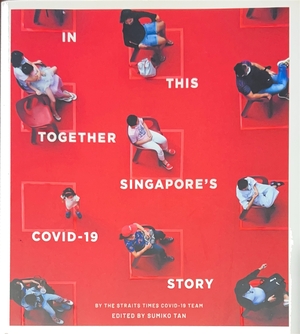 IN
THIS
TOGETHER
SINGAPORE'S
COVID-19
STORY
BY THE STRAITS TIMES COVID-19 TEAM
EDITED BY SUMIKO TAN